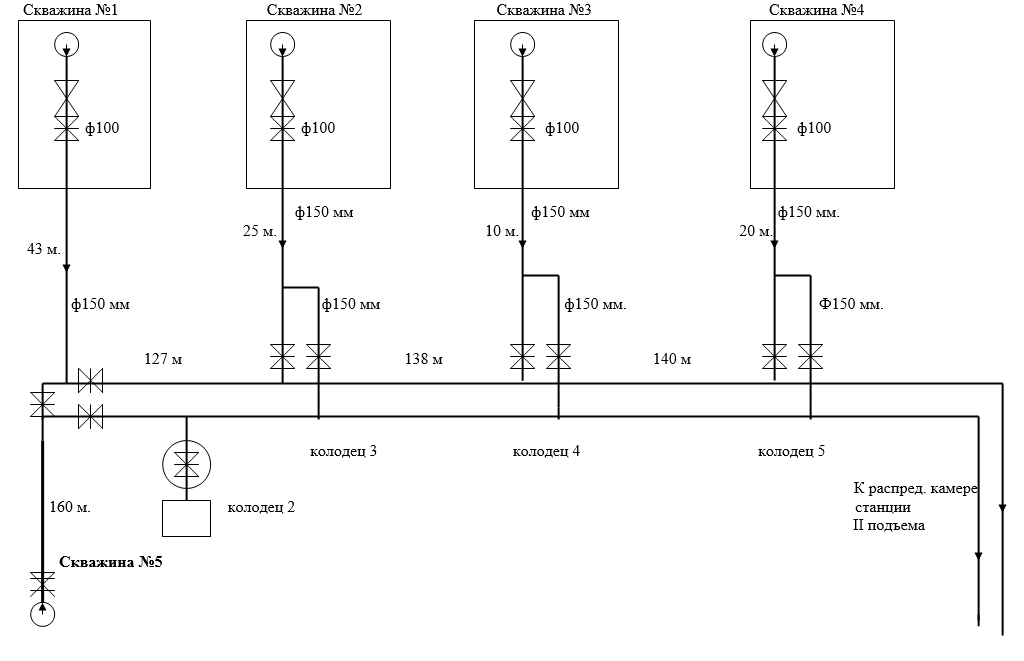 Скважина №1
Скважина №2
Скважина №3
Скважина №4
ф100
ф100
ф100
ф100
ф150 мм
ф150 мм
ф150 мм.
25 м.
10 м.
20 м.
43 м.
ф150 мм
ф150 мм
ф150 мм.
Ф150 мм.
127 м
138 м
140 м
колодец 3
колодец 4
колодец 5
160 м.
колодец 2
К распред. камере
станции
II подъема
Скважина №5